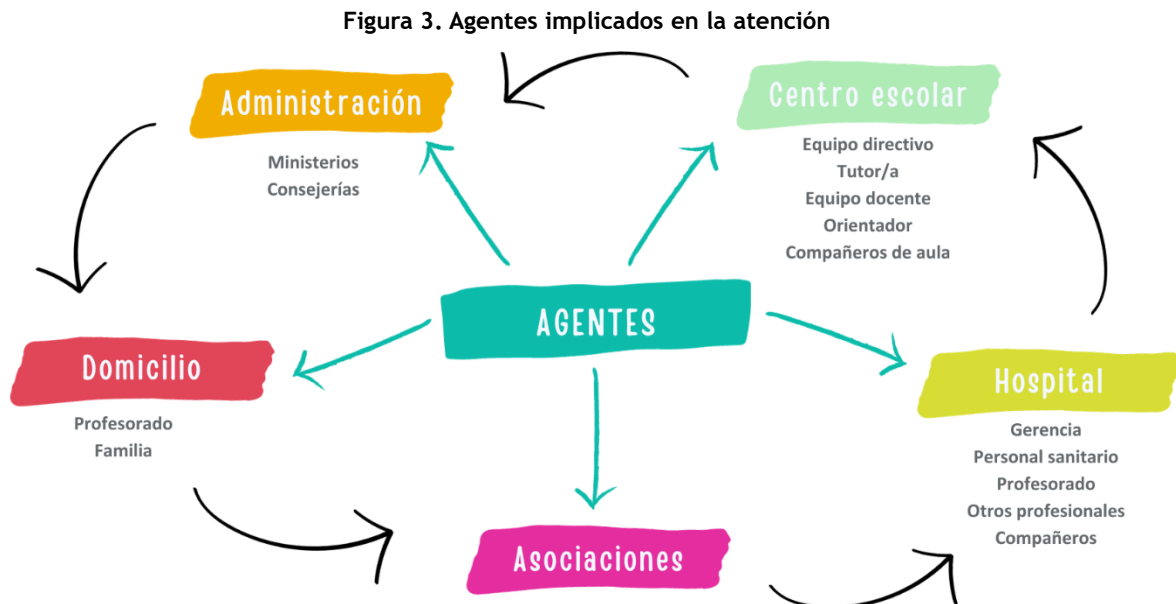 Figura 3. Agentes implicados en la atención
Administración
Ministerios
Consejerías
Centro escolar
Equipo directivo
Tutor/a
Equipo docente
Orientador
Compañeros de aula
AGENTES
Domicilio
Profesorado
Familia
Hospital
Gerencia
Personal sanitario
Profesorado
Otros profesionales
Compañeros
Asociaciones